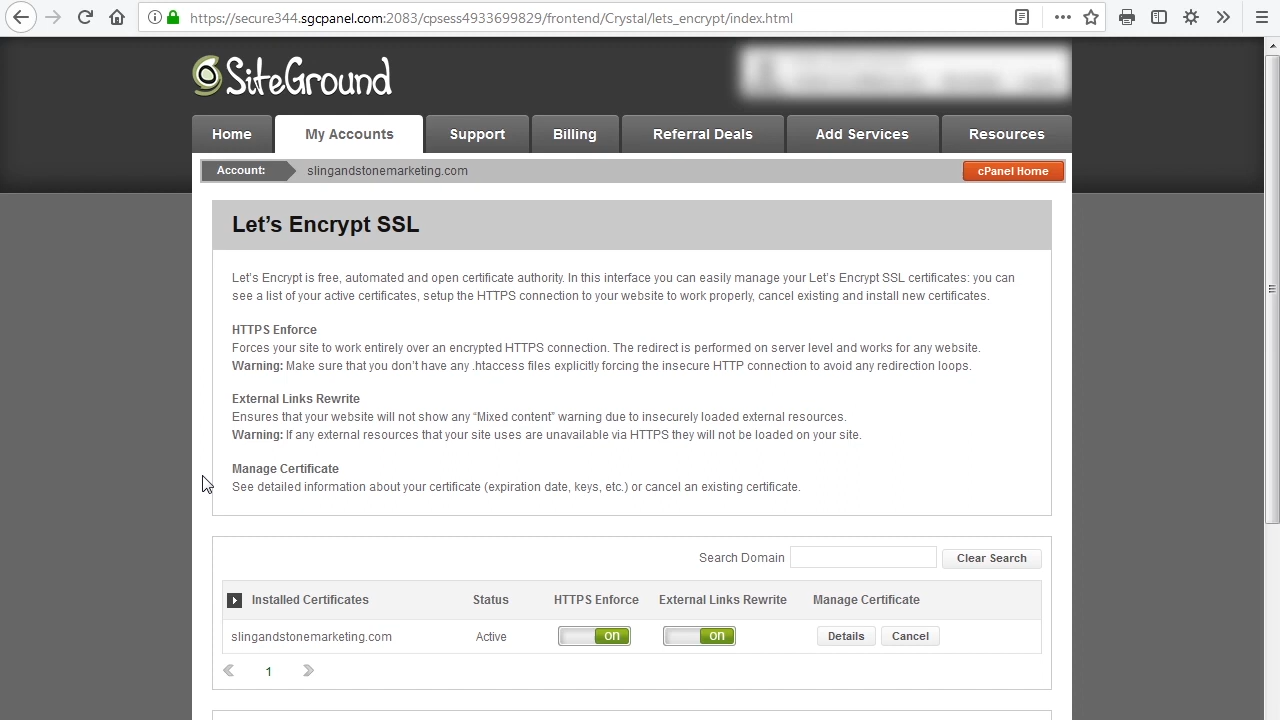 https://secure344.sgcpanel.com:2083/cpsess4933699829/frontend/Crystal/lets_encrypt/index.html
SiteGround
Home
My Accounts
Support
Billing
Referral Deals
Add Services
Resources
Account:
slingandstonemarketing.com
cPanel Home
Let’s Encrypt SSL
Let’s Encrypt is free, automated and open certificate authority. In this interface you can easily manage your Let’s Encrypt SSL certificates: you can
see a list of your active certificates, setup the HTTPS connection to your website to work properly, cancel existing and install new certificates.
HTTPS Enforce
Forces your site to work entirely over an encrypted HTTPS connection. The redirect is performed on server level and works for any website.
Warning: Make sure that you don’t have any .htaccess files explicitly forcing the insecure HTTP connection to avoid any redirection loops.
External Links Rewrite
Ensures that your website will not show any “Mixed content” warning due to insecurely loaded external resources.
Warning: If any external resources that your site uses are unavailable via HTTPS they will not be loaded on your site.
Manage Certificate
See detailed information about your certificate (expiration date, keys, etc.) or cancel an existing certificate.
Search Domain
Clear Search
Installed Certificates
Status
HTTPS Enforce
External Links Rewrite
Manage Certificate
slingandstonemarketing.com
Active
on
on
Details
Cancel
1